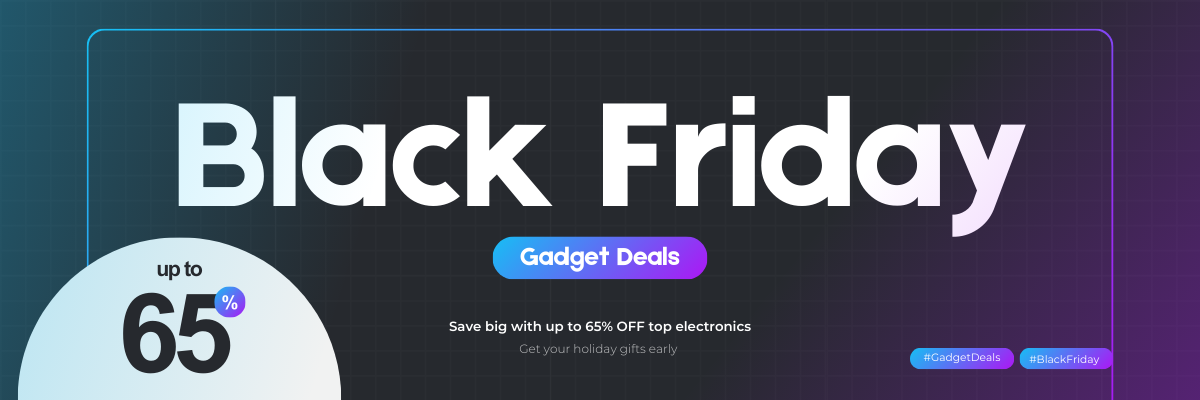 Black Friday
Gadget Deals
up to
65%
Save big with up to 65% OFF top electronics
Get your holiday gifts early
#GadgetDeals #BlackFriday